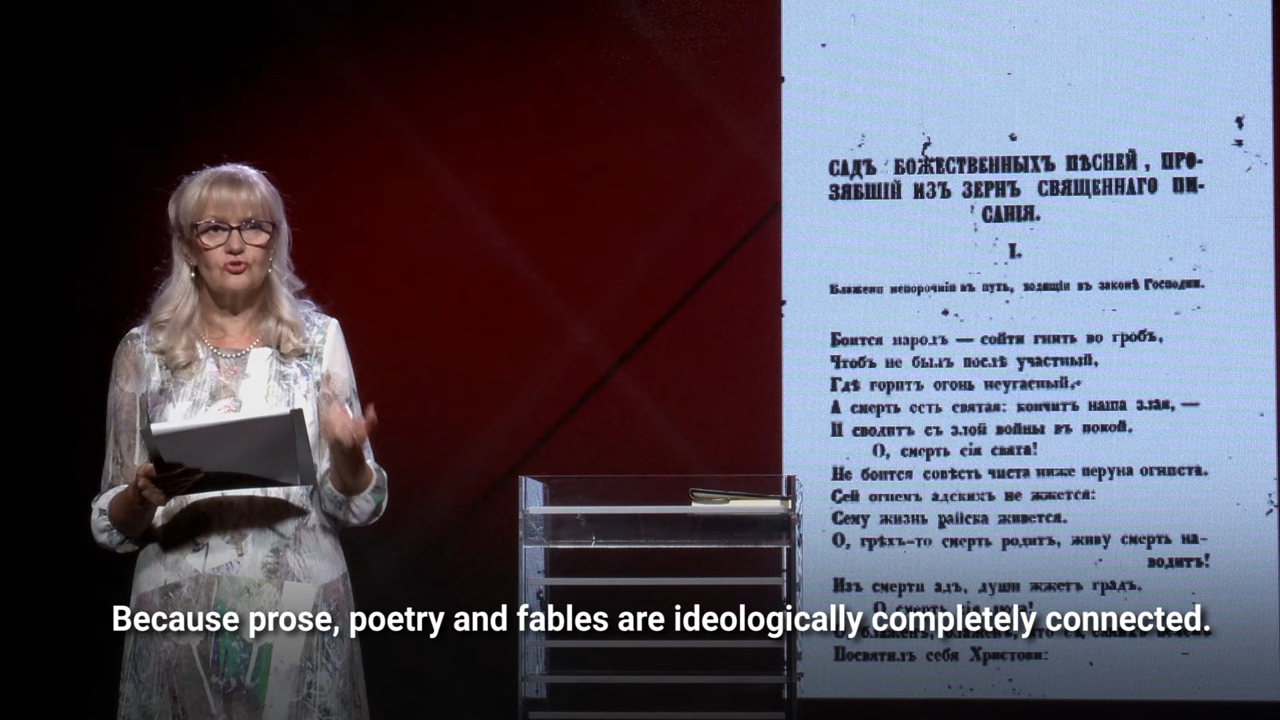 САДЪ БОЖЕСТВЕННЫХЪ ПѢСНЕЙ, ПРО-
ЗЯБШІЙ ИЗЪ ЗЕРНЪ СВЯЩЕННАГО ПИ-
САНІЯ.
I.
Блажени непорочніи въ путь, ходящіи въ законѣ Господни.
Боится народъ — сойти гнить во гробъ,
Чтобъ не былъ послѣ участный,
Гдѣ горитъ огонь неугасный.
А смерть есть святая: кончитъ наша злая, —
И сводитъ съ злой войны въ покой.
О, смерть сія свята!
Не боится совѣсть чиста ниже перуна огниста.
Сей огнемъ адскихъ не жжется:
Сему жизнь райска живется.
О, грѣхъ-то смерть родитъ, живу смерть на-
водитъ!
Изъ смерти адъ, души жжетъ градъ.
Because prose, poetry and fables are ideologically completely connected.
Посвятилъ себя Христови: